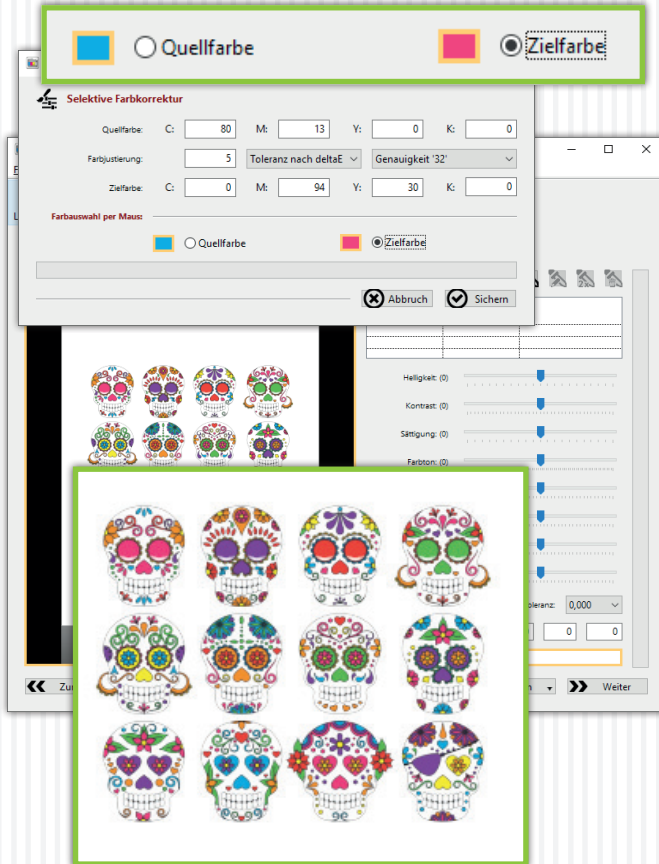 Quellfarbe Zielfarbe
Selektive Farbkorrektur
Quellfarbe: C: 80 M: 13 Y: 0 K: 0
Farbjustierung: 5 Toleranz nach deltaE Genauigkeit '32'
Zielfarbe: C: 0 M: 94 Y: 30 K: 0
Farbauswahl per Maus:
Quellfarbe Zielfarbe
Abbruch Sichern
Helligkeit: (0)
Kontrast: (0)
Sättigung: (0)
Farbton: (0)
0,000
0 0
Weiter